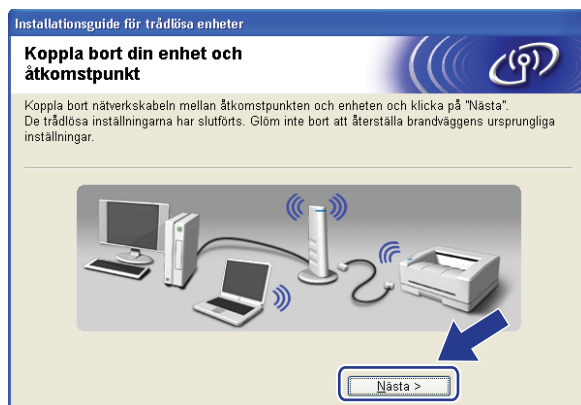 Installationsguide för trådlösa enheter
Koppla bort din enhet och
åtkomstpunkt
Koppla bort nätverkskabeln mellan åtkomstpunkten och enheten och klicka på "Nästa".
De trådlösa inställningarna har slutförts. Glöm inte bort att återställa brandväggens ursprungliga
inställningar.
Nästa >